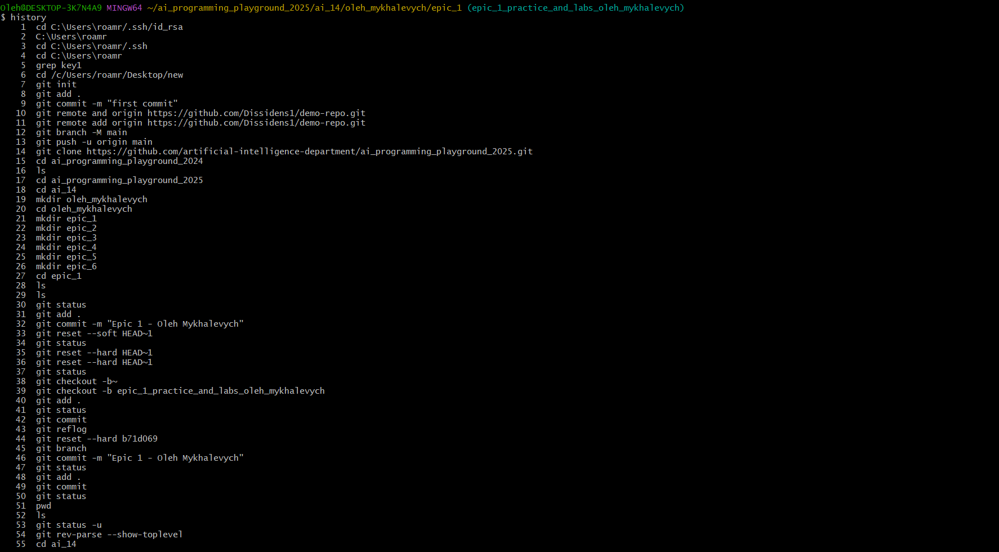 Oleh@DESKTOP-3K7N4A9 MINGW64 ~/ai_programming_playground_2025/ai_14/oleh_mykhalevych/epic_1 (epic_1_practice_and_labs_oleh_mykhalevych)
$ history
1 cd C:\Users\roamr/.ssh/id_rsa
2 C:\Users\roamr
3 cd C:\Users\roamr/.ssh
4 cd C:\Users\roamr
5 grep key1
6 cd /c/Users/roamr/Desktop/new
7 git init
8 git add .
9 git commit -m "first commit"
10 git remote and origin https://github.com/Dissidens1/demo-repo.git
11 git remote add origin https://github.com/Dissidens1/demo-repo.git
12 git branch -M main
13 git push -u origin main
14 git clone https://github.com/artificial-intelligence-department/ai_programming_playground_2025.git
15 cd ai_programming_playground_2024
16 ls
17 cd ai_programming_playground_2025
18 cd ai_14
19 mkdir oleh_mykhalevych
20 cd oleh_mykhalevych
21 mkdir epic_1
22 mkdir epic_2
23 mkdir epic_3
24 mkdir epic_4
25 mkdir epic_5
26 mkdir epic_6
27 cd epic_1
28 ls
29 ls
30 git status
31 git add .
32 git commit -m "Epic 1 - Oleh Mykhalevych"
33 git reset --soft HEAD~1
34 git status
35 git reset --hard HEAD~1
36 git reset --hard HEAD~1
37 git status
38 git checkout -b~
39 git checkout -b epic_1_practice_and_labs_oleh_mykhalevych
40 git add .
41 git status
42 git commit
43 git reflog
44 git reset --hard b71d069
45 git branch
46 git commit -m "Epic 1 - Oleh Mykhalevych"
47 git status
48 git add .
49 git commit
50 git status
51 pwd
52 ls
53 git status -u
54 git rev-parse --show-toplevel
55 cd ai_14